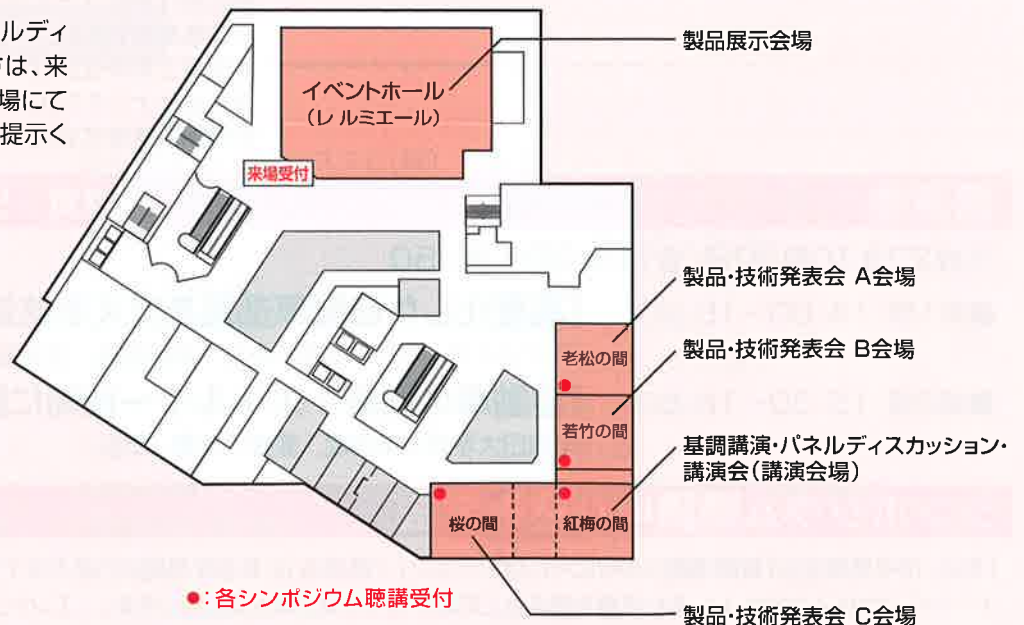 ルディ
は、来
場にて
提示く
製品展示会場
イベントホール
(レ ルミエール)
来場受付
製品・技術発表会 A会場
老松の間
製品・技術発表会 B会場
若竹の間
基調講演・パネルディスカッション・
講演会(講演会場)
桜の間
紅梅の間
●:各シンポジウム聴講受付
製品・技術発表会 C会場